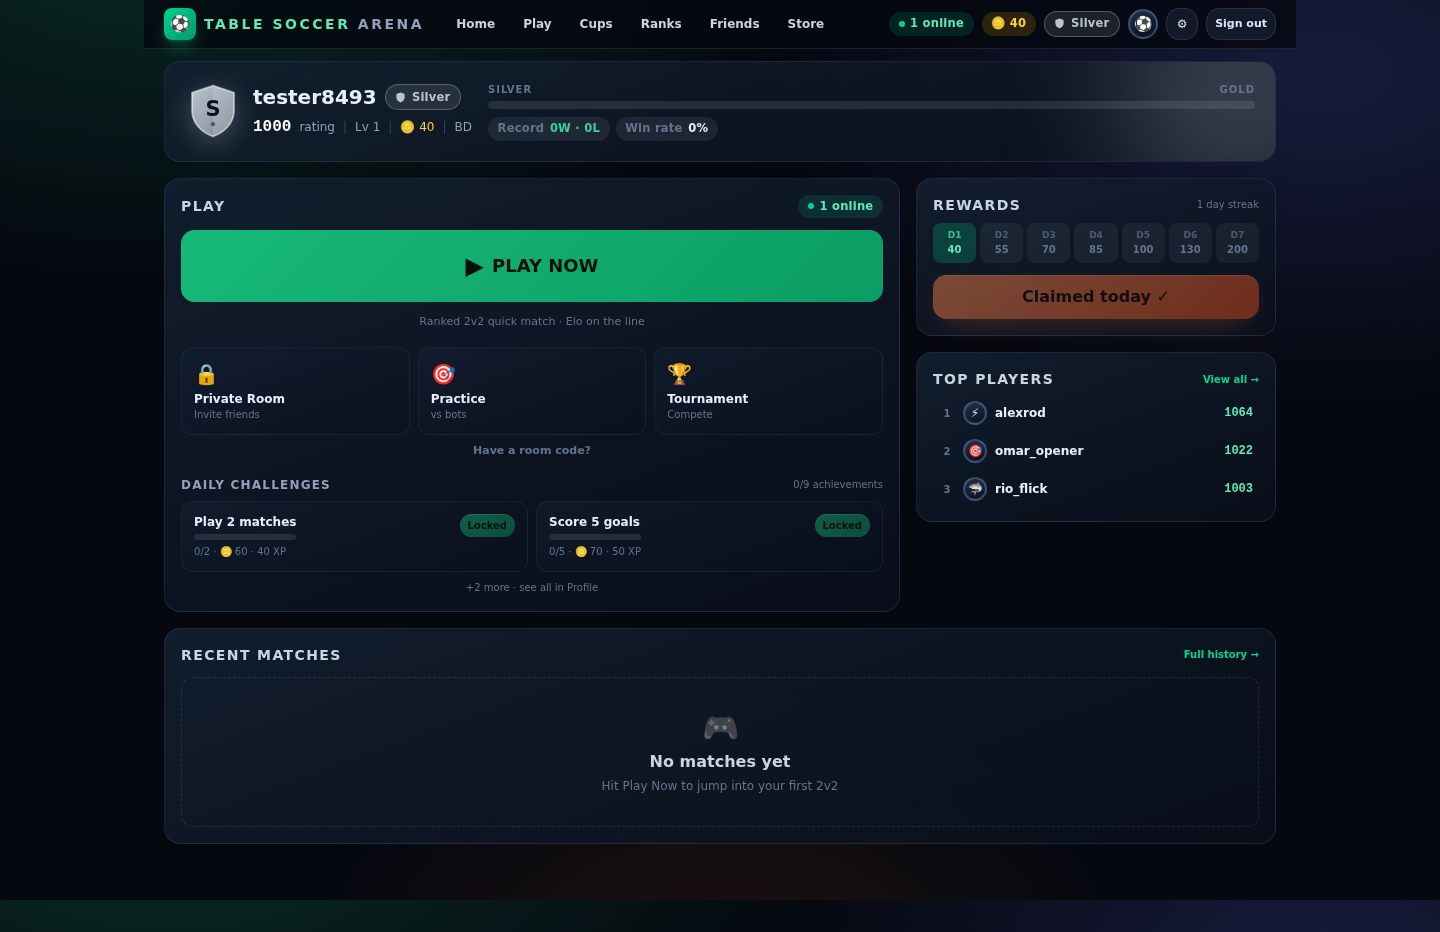 TABLE SOCCER ARENA
Home Play Cups Ranks Friends Store
1 online 40 Silver Sign out
S
tester8493 Silver
1000 rating | Lv 1 | 40 | BD
SILVER GOLD
Record 0W · 0L Win rate 0%
PLAY 1 online
▶ PLAY NOW
Ranked 2v2 quick match · Elo on the line
Private Room
Invite friends
Practice
vs bots
Tournament
Compete
Have a room code?
DAILY CHALLENGES 0/9 achievements
Play 2 matches Locked
0/2 · 60 · 40 XP
Score 5 goals Locked
0/5 · 70 · 50 XP
+2 more · see all in Profile
REWARDS 1 day streak
D1 D2 D3 D4 D5 D6 D7
40 55 70 85 100 130 200
Claimed today ✓
TOP PLAYERS View all →
1 alexrod 1064
2 omar_opener 1022
3 rio_flick 1003
RECENT MATCHES Full history →
No matches yet
Hit Play Now to jump into your first 2v2